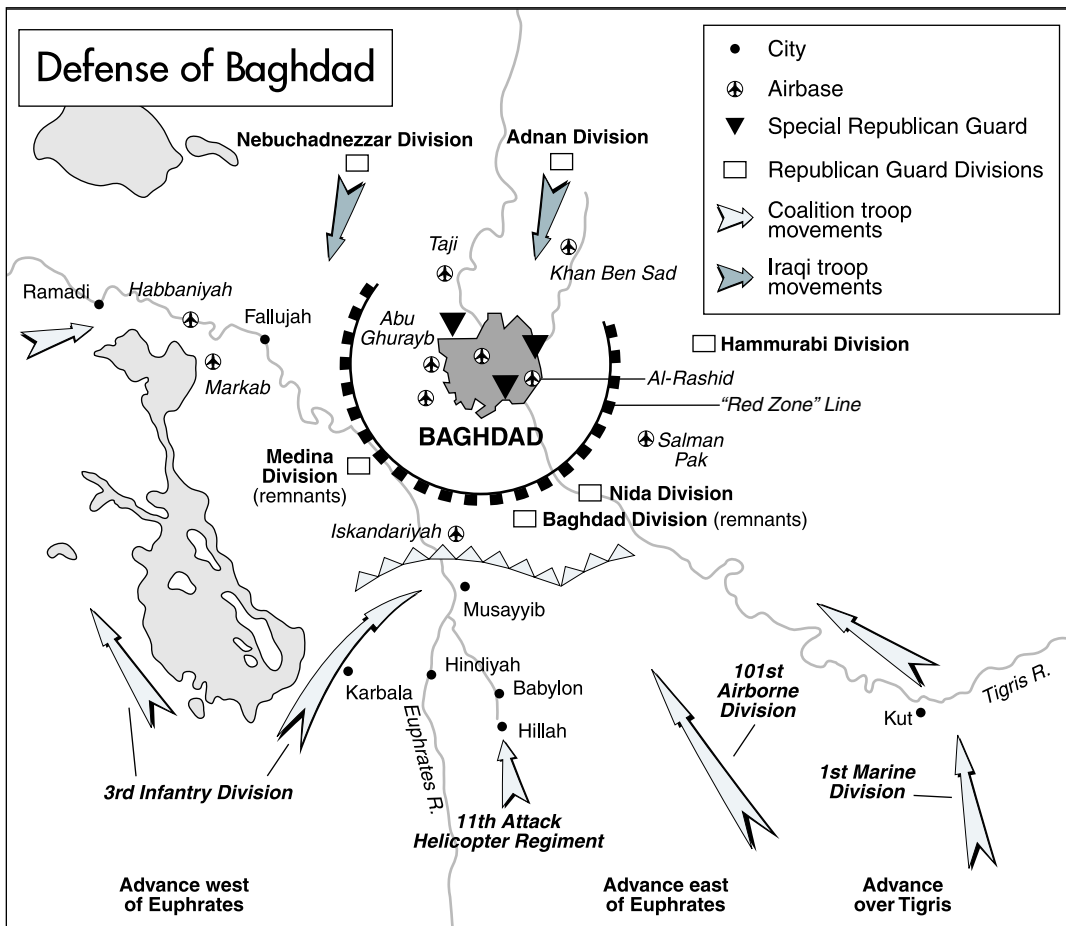 Defense of Baghdad
City
Airbase
Special Republican Guard
Republican Guard Divisions
Coalition troop
movements
Iraqi troop
movements
Nebuchadnezzar Division
Adnan Division
Taji
Khan Ben Sad
Ramadi
Habbaniyah
Fallujah
Abu
Ghurayb
Markab
Hammurabi Division
Al-Rashid
“Red Zone” Line
BAGHDAD
Salman
Pak
Medina
Division
(remnants)
Nida Division
Baghdad Division (remnants)
Iskandariyah
Musayyib
Hindiyah
Karbala
Babylon
Hillah
Euphrates R.
101st
Airborne
Division
Tigris R.
Kut
3rd Infantry Division
11th Attack
Helicopter Regiment
1st Marine
Division
Advance west
of Euphrates
Advance east
of Euphrates
Advance
over Tigris